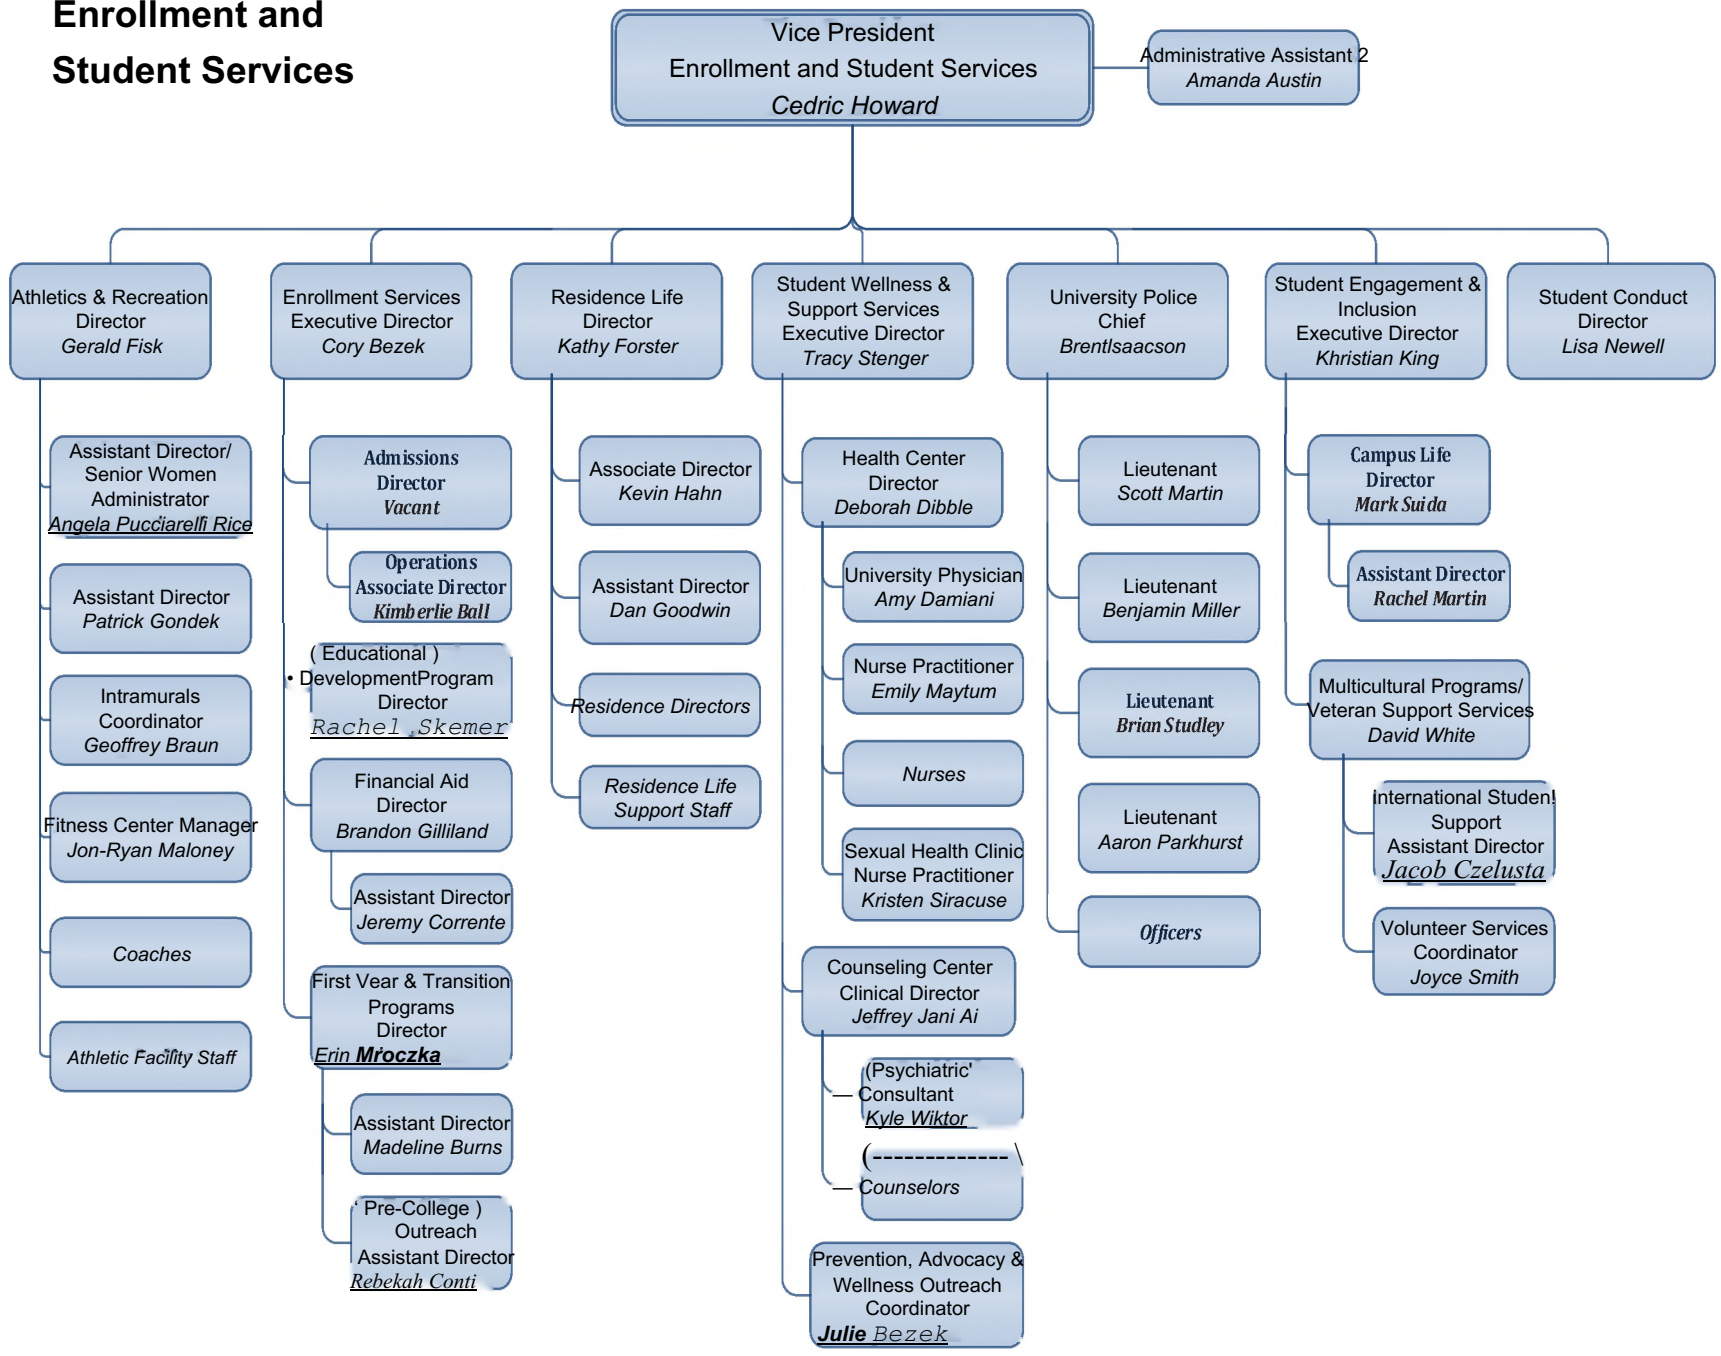 Enrollment and
Student Services
Vice President
Enrollment and Student Services
Cedric Howard
Administrative Assistant 2
Amanda Austin
Athletics & Recreation
Director
Gerald Fisk
Enrollment Services
Executive Director
Cory Bezek
Residence Life
Director
Kathy Forster
Student Wellness &
Support Services
Executive Director
Tracy Stenger
University Police
Chief
BrentIsaacson
Student Engagement &
Inclusion
Executive Director
Khristian King
Student Conduct
Director
Lisa Newell
Assistant Director/
Senior Women
Administrator
Angela Pucciarelli Rice
Assistant Director
Patrick Gondek
Intramurals
Coordinator
Geoffrey Braun
Fitness Center Manager
Jon-Ryan Maloney
Coaches
Athletic Facility Staff
Admissions
Director
Vacant
Operations
Associate Director
Kimberlie Ball
( Educational )
• DevelopmentProgram
Director
Rachel Skemer
Financial Aid
Director
Brandon Gilliland
Assistant Director
Jeremy Corrente
First Year & Transition
Programs
Director
Erin Mroczka
Assistant Director
Madeline Burns
‘ Pre-College )
Outreach
Assistant Director
Rebekah Conti
Associate Director
Kevin Hahn
Assistant Director
Dan Goodwin
Residence Directors
Residence Life
Support Staff
Health Center
Director
Deborah Dibble
University Physician
Amy Damiani
Nurse Practitioner
Emily Maytum
Nurses
Sexual Health Clinic
Nurse Practitioner
Kristen Siracuse
Counseling Center
Clinical Director
Jeffrey Jani Ai
(Psychiatric'
— Consultant
Kyle Wiktor
(------------- \
— Counselors
Prevention, Advocacy &
Wellness Outreach
Coordinator
Julie Bezek
Lieutenant
Scott Martin
Lieutenant
Benjamin Miller
Lieutenant
Brian Studley
Lieutenant
Aaron Parkhurst
Officers
Campus Life
Director
Mark Suida
Assistant Director
Rachel Martin
Multicultural Programs/
Veteran Support Services
David White
International Studen!
Support
Assistant Director
Jacob Czelusta
Volunteer Services
Coordinator
Joyce Smith